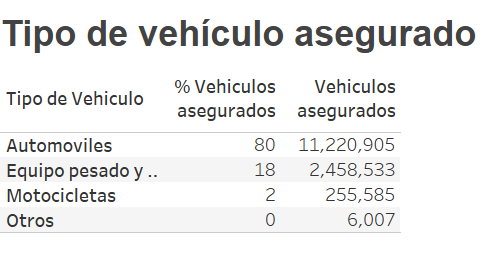 Tipo de vehículo asegurado
% Vehiculos Vehiculos
Tipo de Vehiculo asegurados asegurados
Automoviles 80 11,220,905
Equipo pesado y .. 18 2,458,533
Motocicletas 2 255,585
Otros 0 6,007